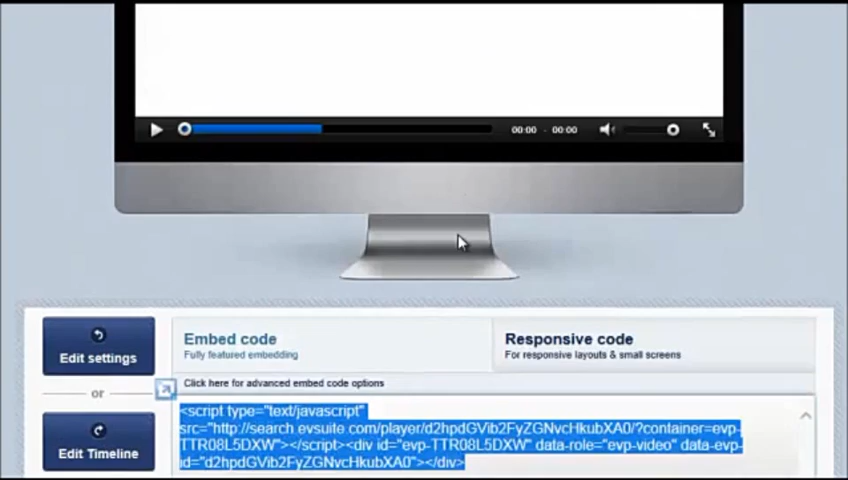 00:00 - 00:00
Edit settings
or
Edit Timeline
Embed code
Fully featured embedding
Responsive code
For responsive layouts & small screens
Click here for advanced embed code options
<script type="text/javascript"
src="http://search.evsuite.com/player/d2hpdGVib2FyZGNvcHkubXA0/?container=evp-
TTR08L5DXW"></script><div id="evp-TTR08L5DXW" data-role="evp-video" data-evp-
id="d2hpdGVib2FyZGNvcHkubXA0"></div>